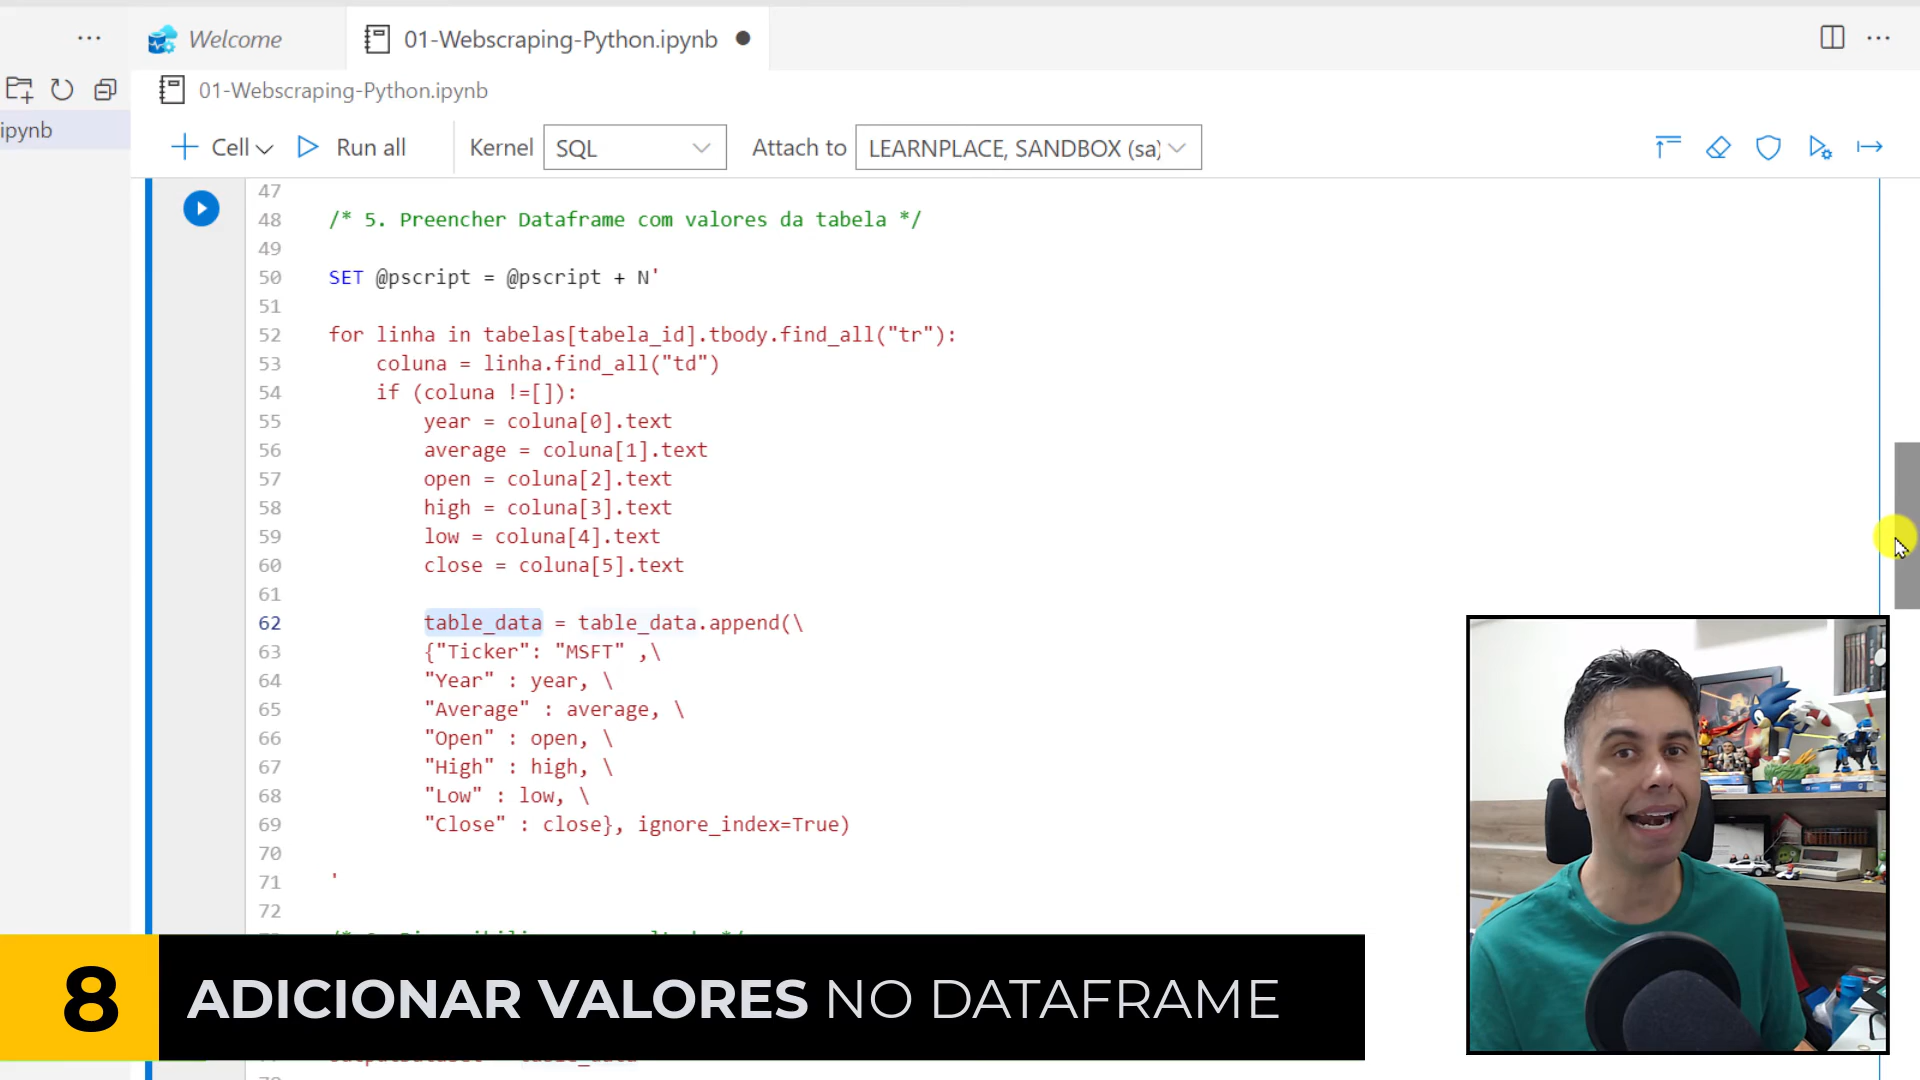 Welcome
01-Webscraping-Python.ipynb
01-Webscraping-Python.ipynb
ipynb
Cell
Run all
Kernel
SQL
Attach to
LEARNPLACE, SANDBOX (sa)
47
48 /* 5. Preencher Dataframe com valores da tabela */
49
50 SET @pscript = @pscript + N'
51
52 for linha in tabelas[tabela_id].tbody.find_all("tr"):
53 coluna = linha.find_all("td")
54 if (coluna !=[]):
55 year = coluna[0].text
56 average = coluna[1].text
57 open = coluna[2].text
58 high = coluna[3].text
59 low = coluna[4].text
60 close = coluna[5].text
61
62 table_data = table_data.append(\
63 {"Ticker": "MSFT" ,\
64 "Year" : year, \
65 "Average" : average, \
66 "Open" : open, \
67 "High" : high, \
68 "Low" : low, \
69 "Close" : close}, ignore_index=True)
70
71 '
72
8 ADICIONAR VALORES NO DATAFRAME